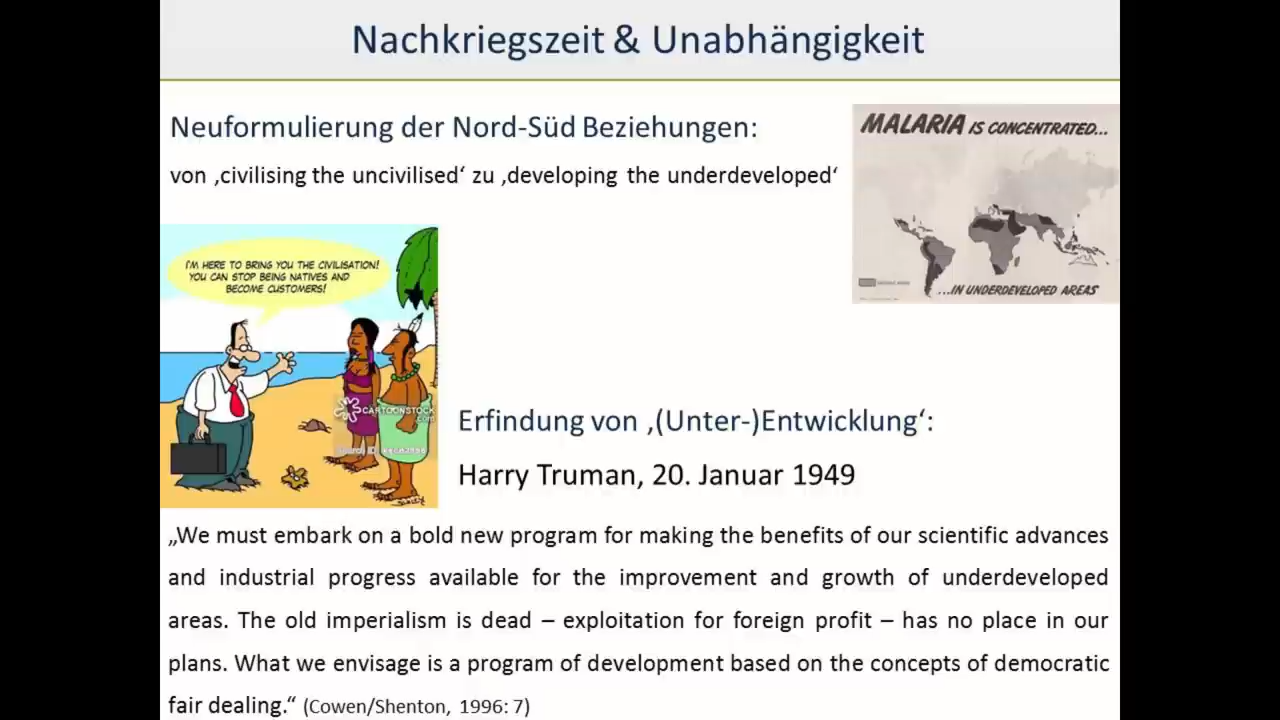 Nachkriegszeit & Unabhängigkeit
Neuformulierung der Nord-Süd Beziehungen:
von ‚civilising the uncivilised‘ zu ‚developing the underdeveloped‘
MALARIA IS CONCENTRATED...
...IN UNDERDEVELOPED AREAS
I'M HERE TO BRING YOU THE CIVILISATION!
YOU CAN STOP BEING NATIVES AND
BECOME CUSTOMERS!
CARTOONSTOCK
.com
Erfindung von ‚(Unter-)Entwicklung‘:
Harry Truman, 20. Januar 1949
„We must embark on a bold new program for making the benefits of our scientific advances
and industrial progress available for the improvement and growth of underdeveloped
areas. The old imperialism is dead – exploitation for foreign profit – has no place in our
plans. What we envisage is a program of development based on the concepts of democratic
fair dealing.“ (Cowen/Shenton, 1996: 7)